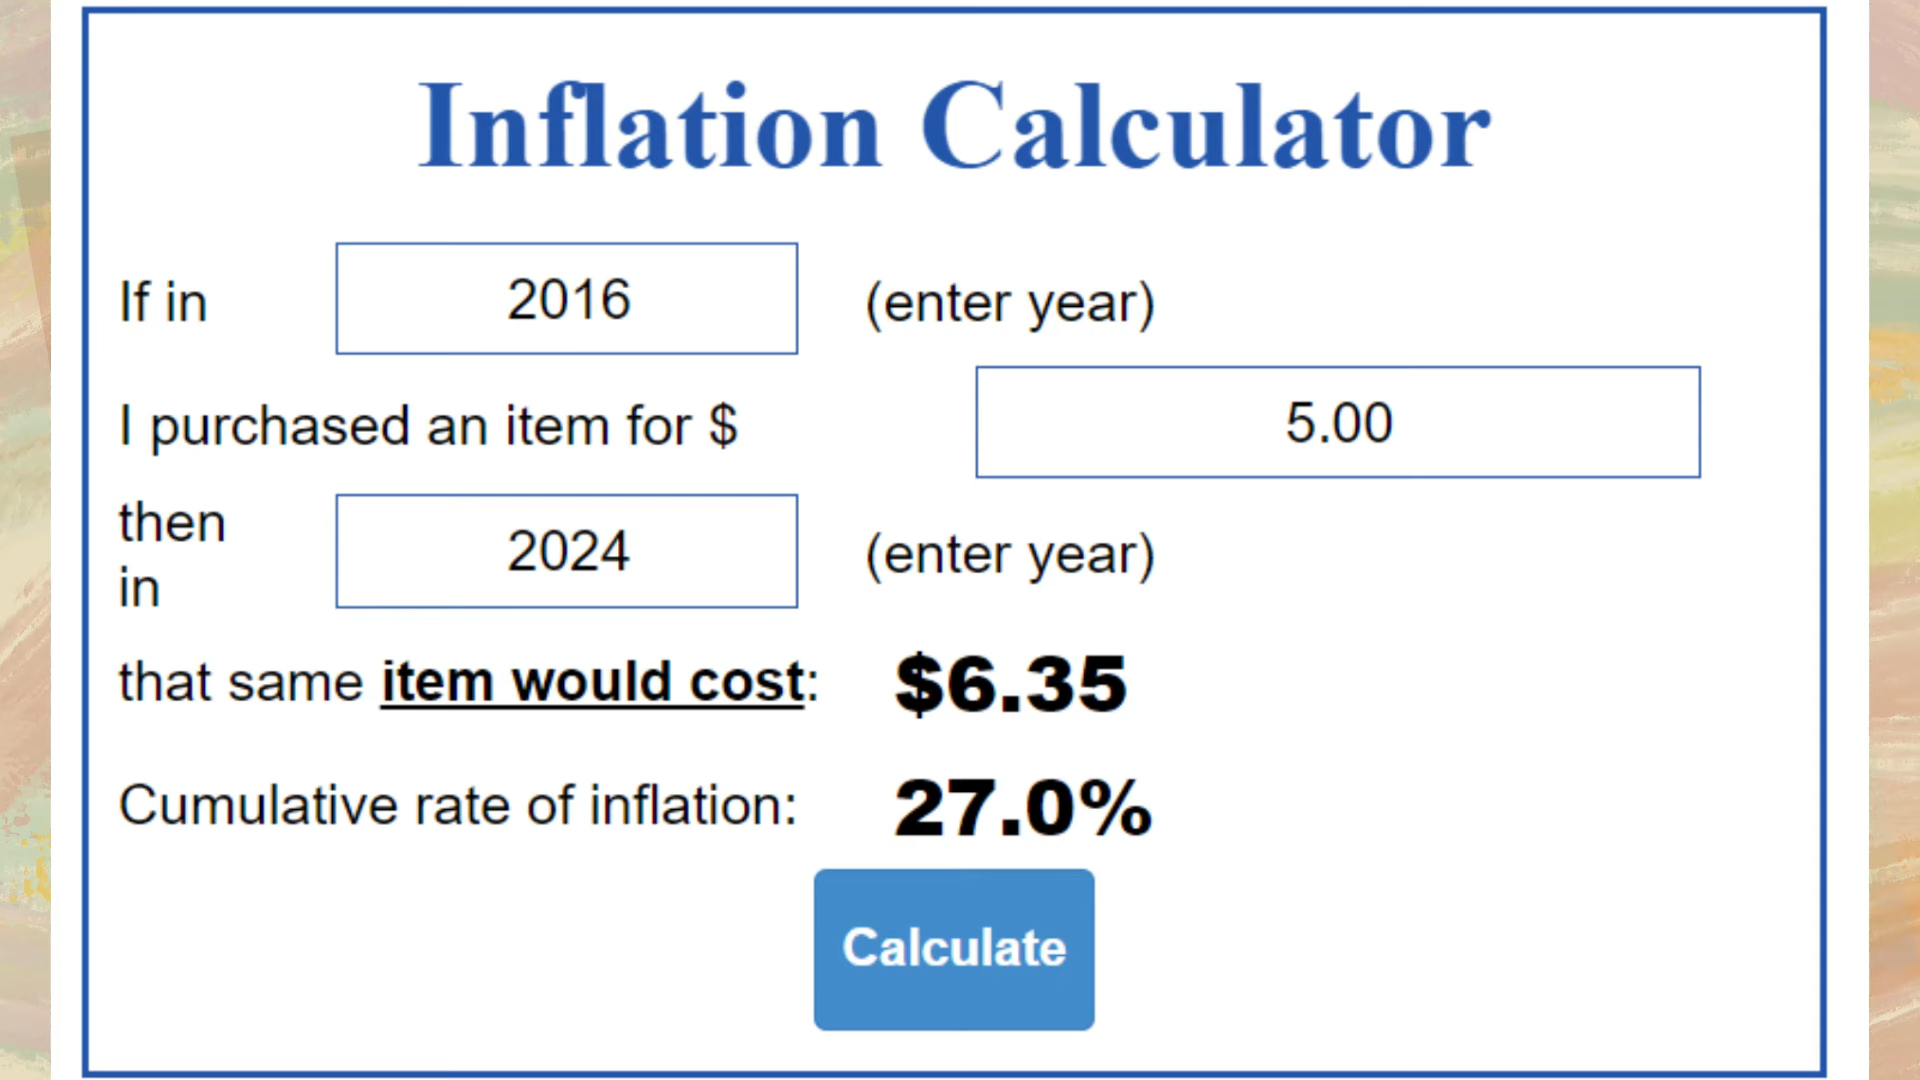 Inflation Calculator
If in 2016 (enter year)
I purchased an item for $ 5.00
then in 2024 (enter year)
that same item would cost: $6.35
Cumulative rate of inflation: 27.0%
Calculate